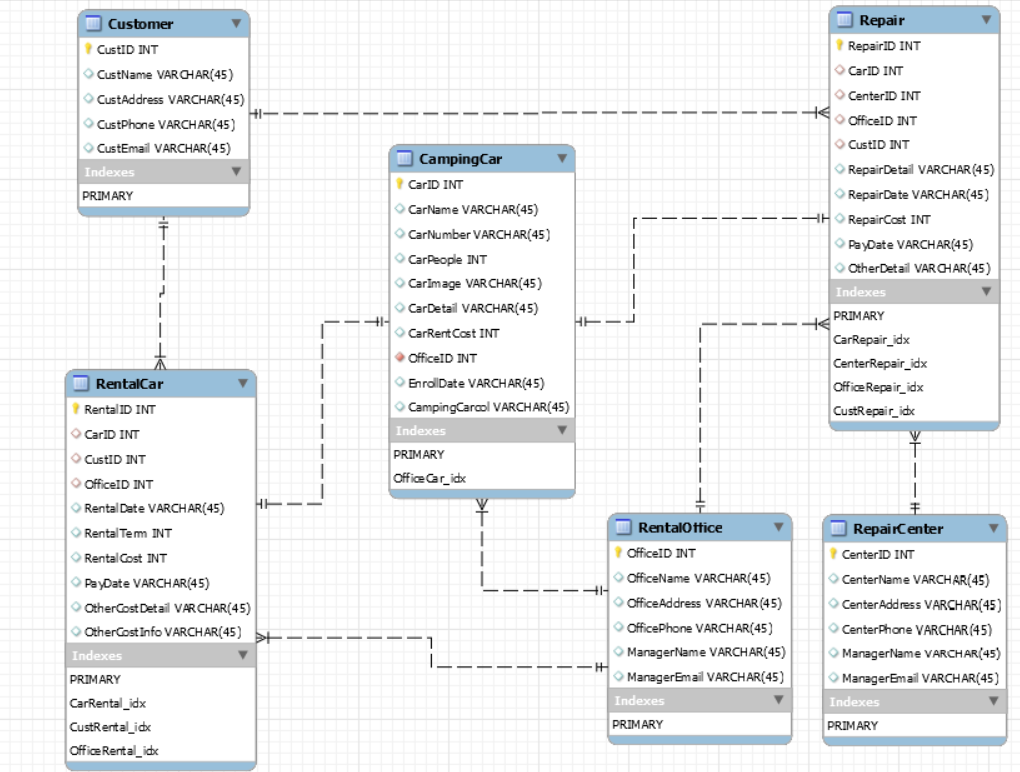 Customer
CustID INT
CustName VARCHAR(45)
CustAddress VARCHAR(45)
CustPhone VARCHAR(45)
CustEmail VARCHAR(45)
Indexes
PRIMARY
Repair
RepairID INT
CarID INT
CenterID INT
OfficeID INT
CustID INT
RepairDetail VARCHAR(45)
RepairDate VARCHAR(45)
RepairCost INT
PayDate VARCHAR(45)
OtherDetail VARCHAR(45)
Indexes
PRIMARY
CarRepair_idx
CenterRepair_idx
OfficeRepair_idx
CustRepair_idx
CampingCar
CarID INT
CarName VARCHAR(45)
CarNumber VARCHAR(45)
CarPeople INT
CarImage VARCHAR(45)
CarDetail VARCHAR(45)
CarRentCost INT
OfficeID INT
EnrollDate VARCHAR(45)
CampingCarcol VARCHAR(45)
Indexes
PRIMARY
OfficeCar_idx
RentalCar
RentalID INT
CarID INT
CustID INT
OfficeID INT
RentalDate VARCHAR(45)
RentalTerm INT
RentalCost INT
PayDate VARCHAR(45)
OtherCostDetail VARCHAR(45)
OtherCostInfo VARCHAR(45)
Indexes
PRIMARY
CarRental_idx
CustRental_idx
OfficeRental_idx
RentalOffice
OfficeID INT
OfficeName VARCHAR(45)
OfficeAddress VARCHAR(45)
OfficePhone VARCHAR(45)
ManagerName VARCHAR(45)
ManagerEmail VARCHAR(45)
Indexes
PRIMARY
RepairCenter
CenterID INT
CenterName VARCHAR(45)
CenterAddress VARCHAR(45)
CenterPhone VARCHAR(45)
ManagerName VARCHAR(45)
ManagerEmail VARCHAR(45)
Indexes
PRIMARY